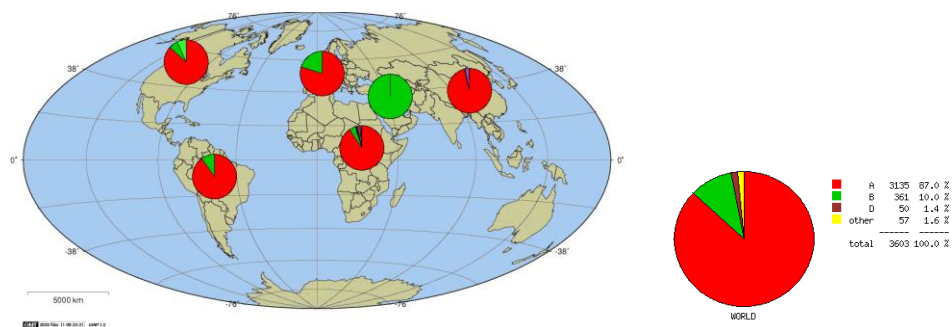 -76°
38°
38°
0°
0°
-38°
-38°
-76°
-76°
5000 km
A 3135 87.0 %
B 361 10.0 %
D 50 1.4 %
other 57 1.6 %
------ ------
total 3603 100.0 %
WORLD